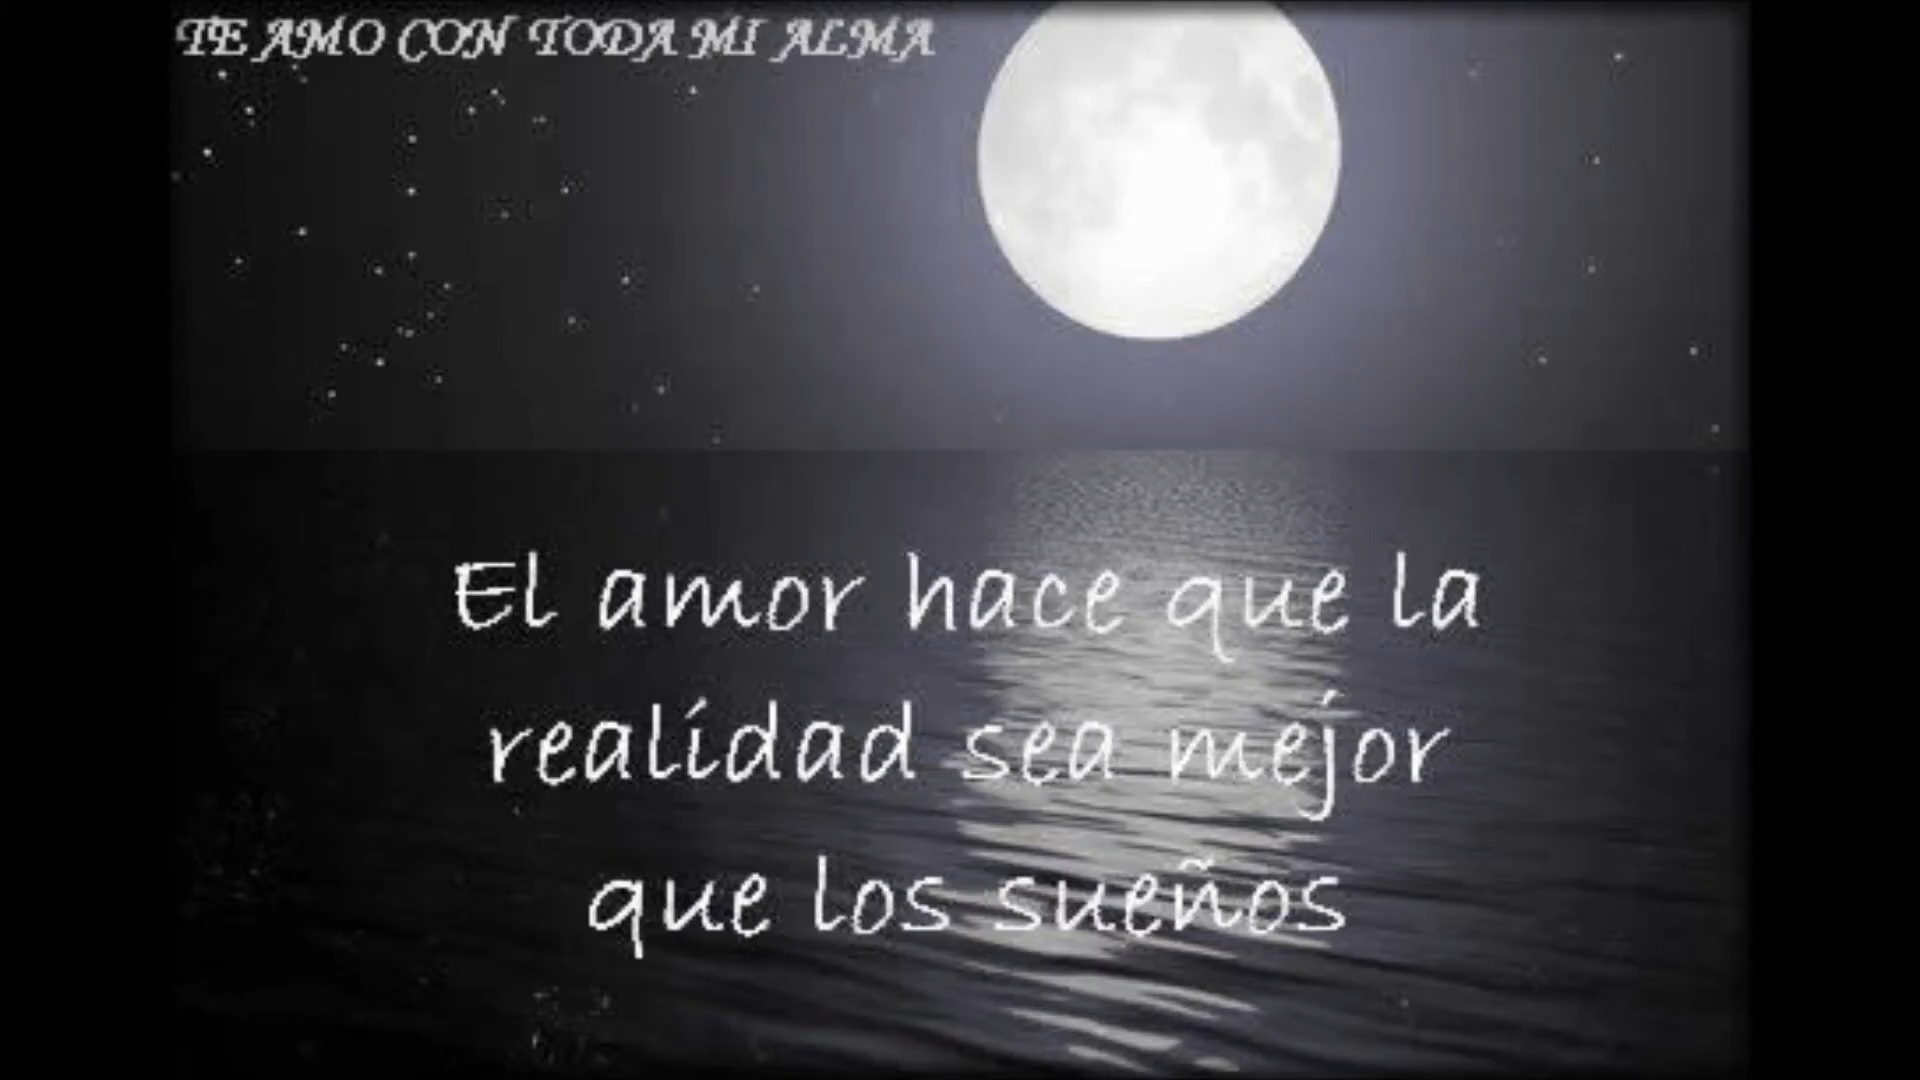 TE AMO CON TODA MI ALMA
El amor hace que la
realidad sea mejor
que los sueños